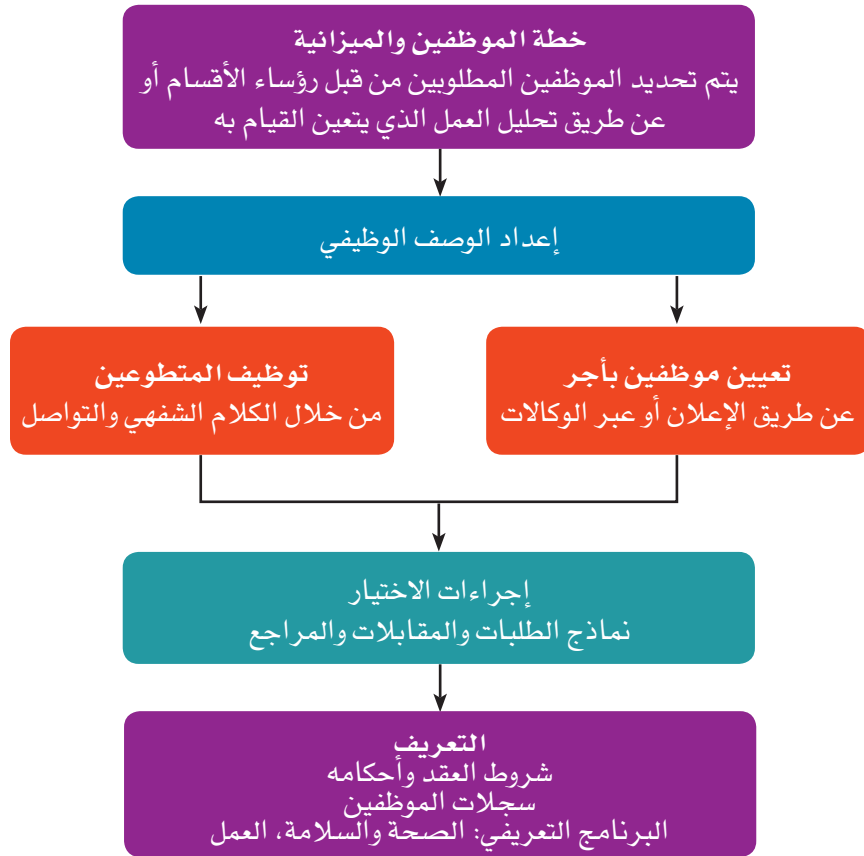 خطة الموظفين والميزانية
يتم تحديد الموظفين المطلوبين من قبل رؤساء الأقسام أو
عن طريق تحليل العمل الذي يتعين القيام به
إعداد الوصف الوظيفي
تعيين موظفين بأجر
عن طريق الإعلان أو عبر الوكالات
توظيف المتطوعين
من خلال الكلام الشفهي والتواصل
إجراءات الاختيار
نماذج الطلبات والمقابلات والمراجع
التعريف
شروط العقد وأحكامه
سجلات الموظفين
البرنامج التعريفي: الصحة والسلامة، العمل